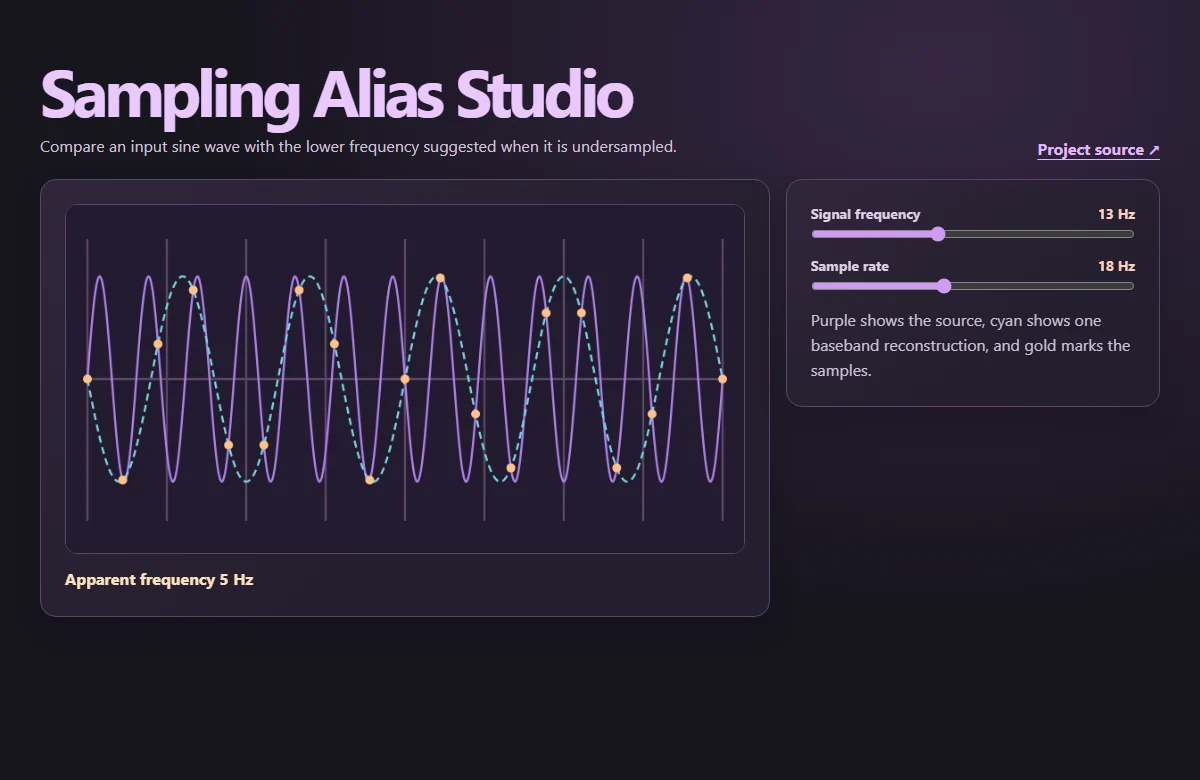 Sampling Alias Studio
Compare an input sine wave with the lower frequency suggested when it is undersampled.
Project source ↗
Signal frequency 13 Hz
Sample rate 18 Hz
Purple shows the source, cyan shows one
baseband reconstruction, and gold marks the
samples.
Apparent frequency 5 Hz